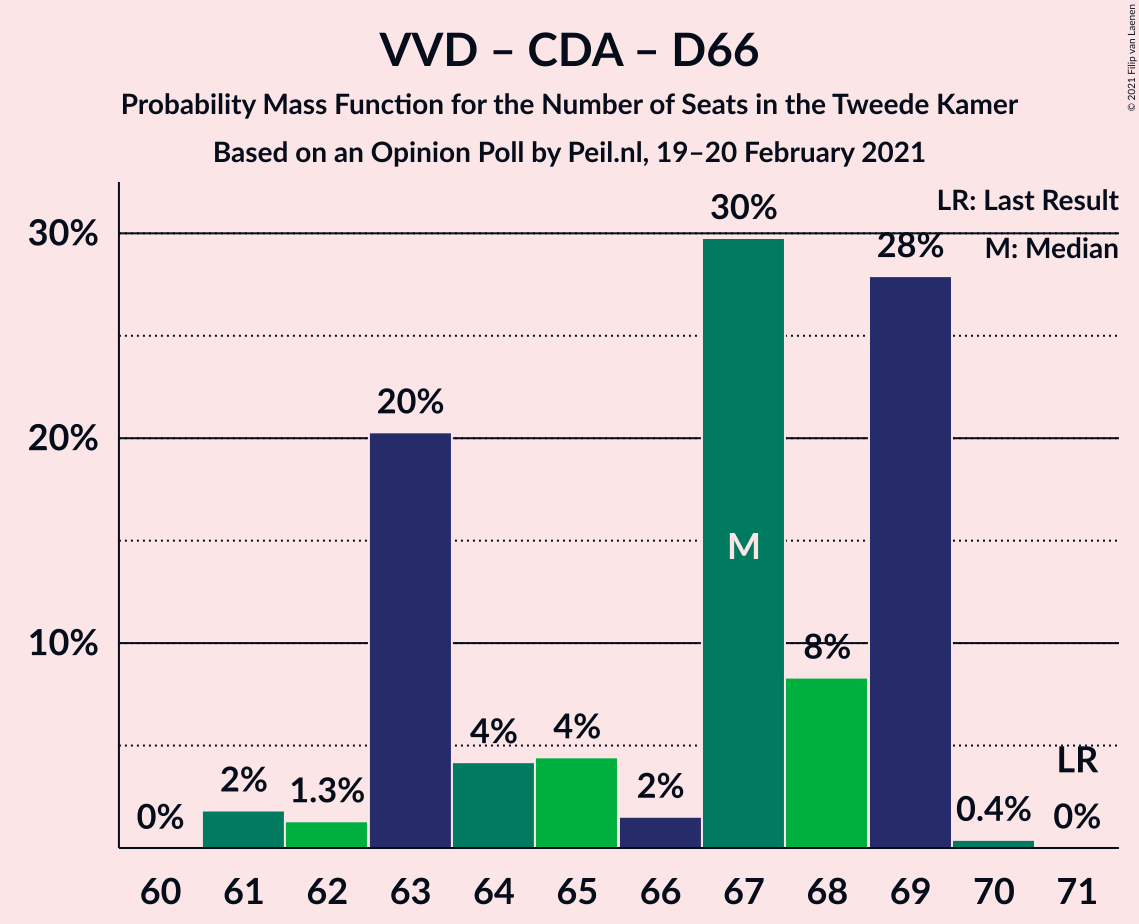 VVD – CDA – D66
Probability Mass Function for the Number of Seats in the Tweede Kamer
Based on an Opinion Poll by Peil.nl, 19–20 February 2021
© 2021 Filip van Laenen
LR: Last Result
M: Median
30%
20%
10%
0%
2%
1.3%
20%
4%
4%
2%
30%
M
8%
28%
0.4%
LR
0%
60 61 62 63 64 65 66 67 68 69 70 71